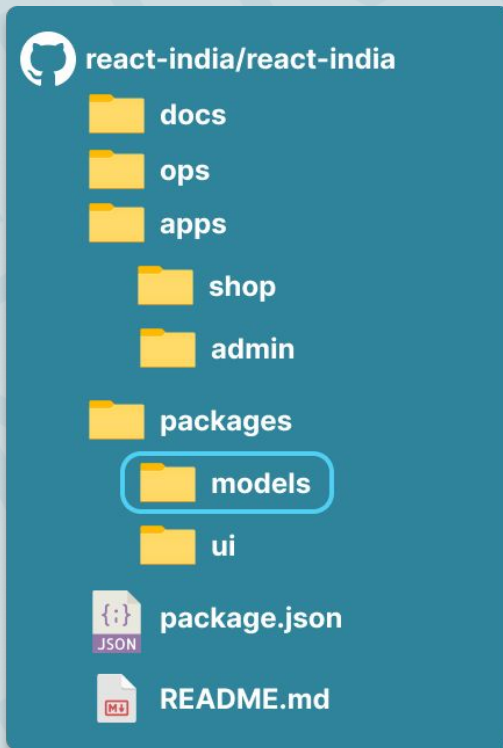 react-india/react-india
docs
ops
apps
shop
admin
packages
models
ui
{;} JSON
package.json
M↓
README.md